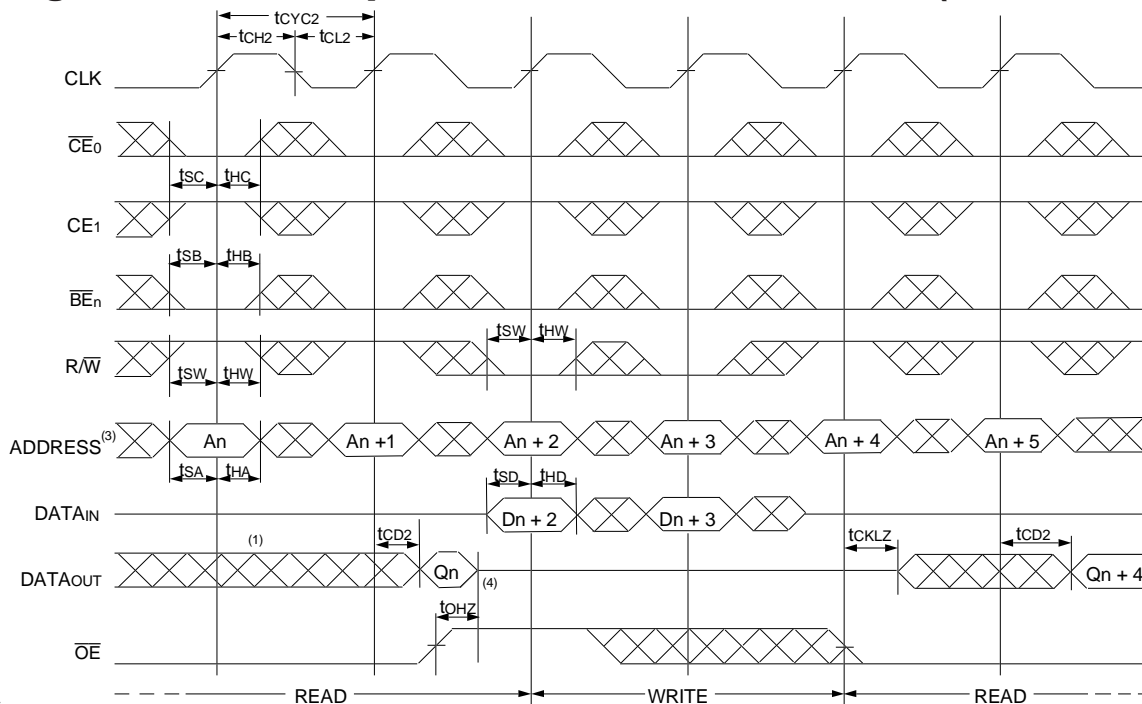 tCYC2
tCH2 tCL2
CLK
CE0
tSC tHC
CE1
tSB tHB
BEn
tSW tHW
R/W
tSW tHW
ADDRESS(3) An An +1 An + 2 An + 3 An + 4 An + 5
tSA tHA tSD tHD
DATAIN Dn + 2 Dn + 3
(1) tCD2 tCKLZ tCD2
DATAOUT Qn (4) Qn + 4
tOHZ
OE
READ WRITE READ